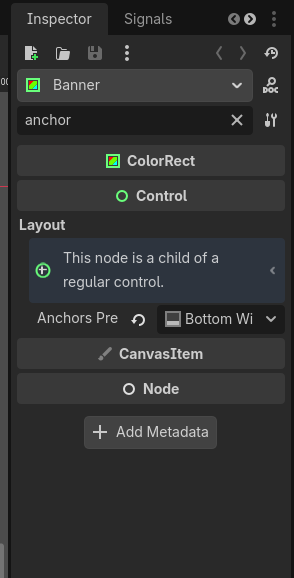 Inspector
Signals
Banner
DOC
anchor
ColorRect
Control
Layout
This node is a child of a
regular control.
Anchors Pre
Bottom Wi
CanvasItem
Node
Add Metadata